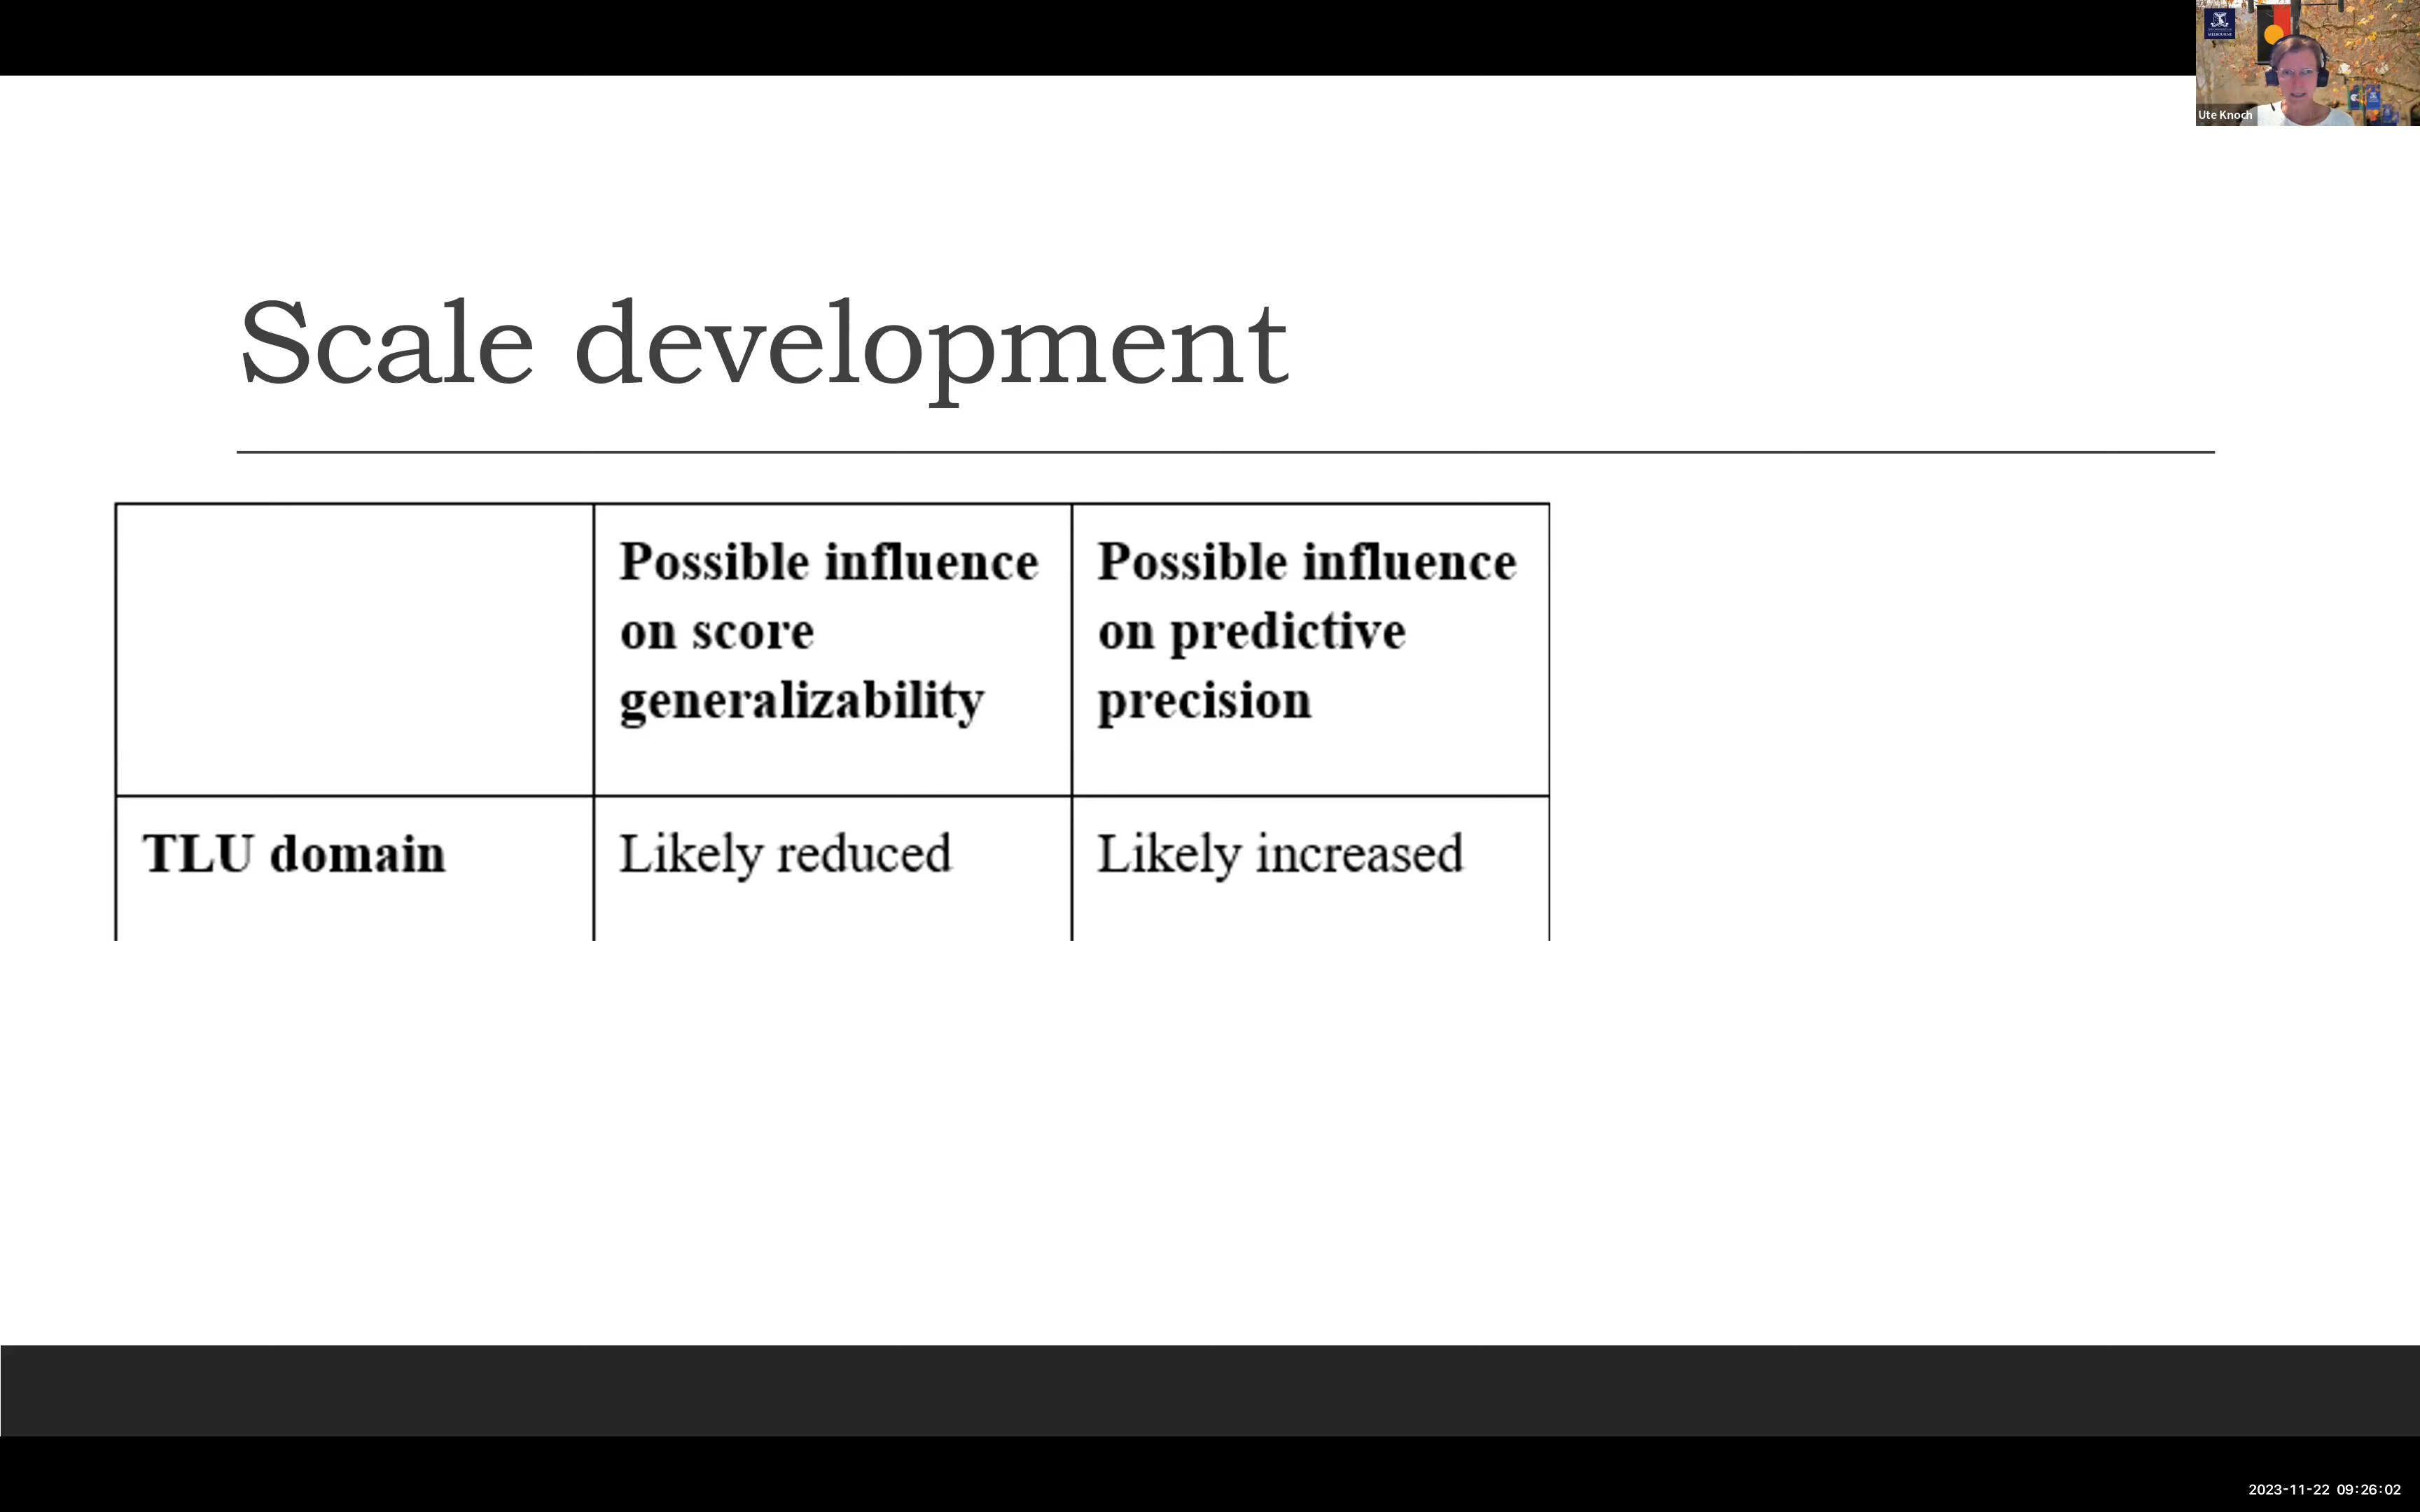 Ute Knoch
Scale development
Possible influence
on score
generalizability
Possible influence
on predictive
precision
TLU domain
Likely reduced
Likely increased
2023-11-22 09:26:02